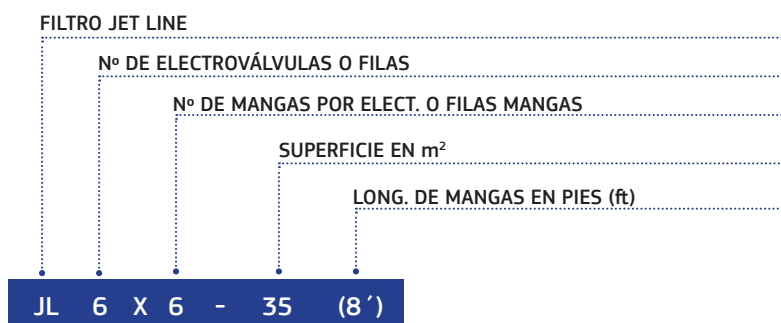 FILTRO JET LINE
Nº DE ELECTROVÁLVULAS O FILAS
Nº DE MANGAS POR ELECT. O FILAS MANGAS
SUPERFICIE EN m²
LONG. DE MANGAS EN PIES (ft)
JL 6 X 6 - 35 (8´)